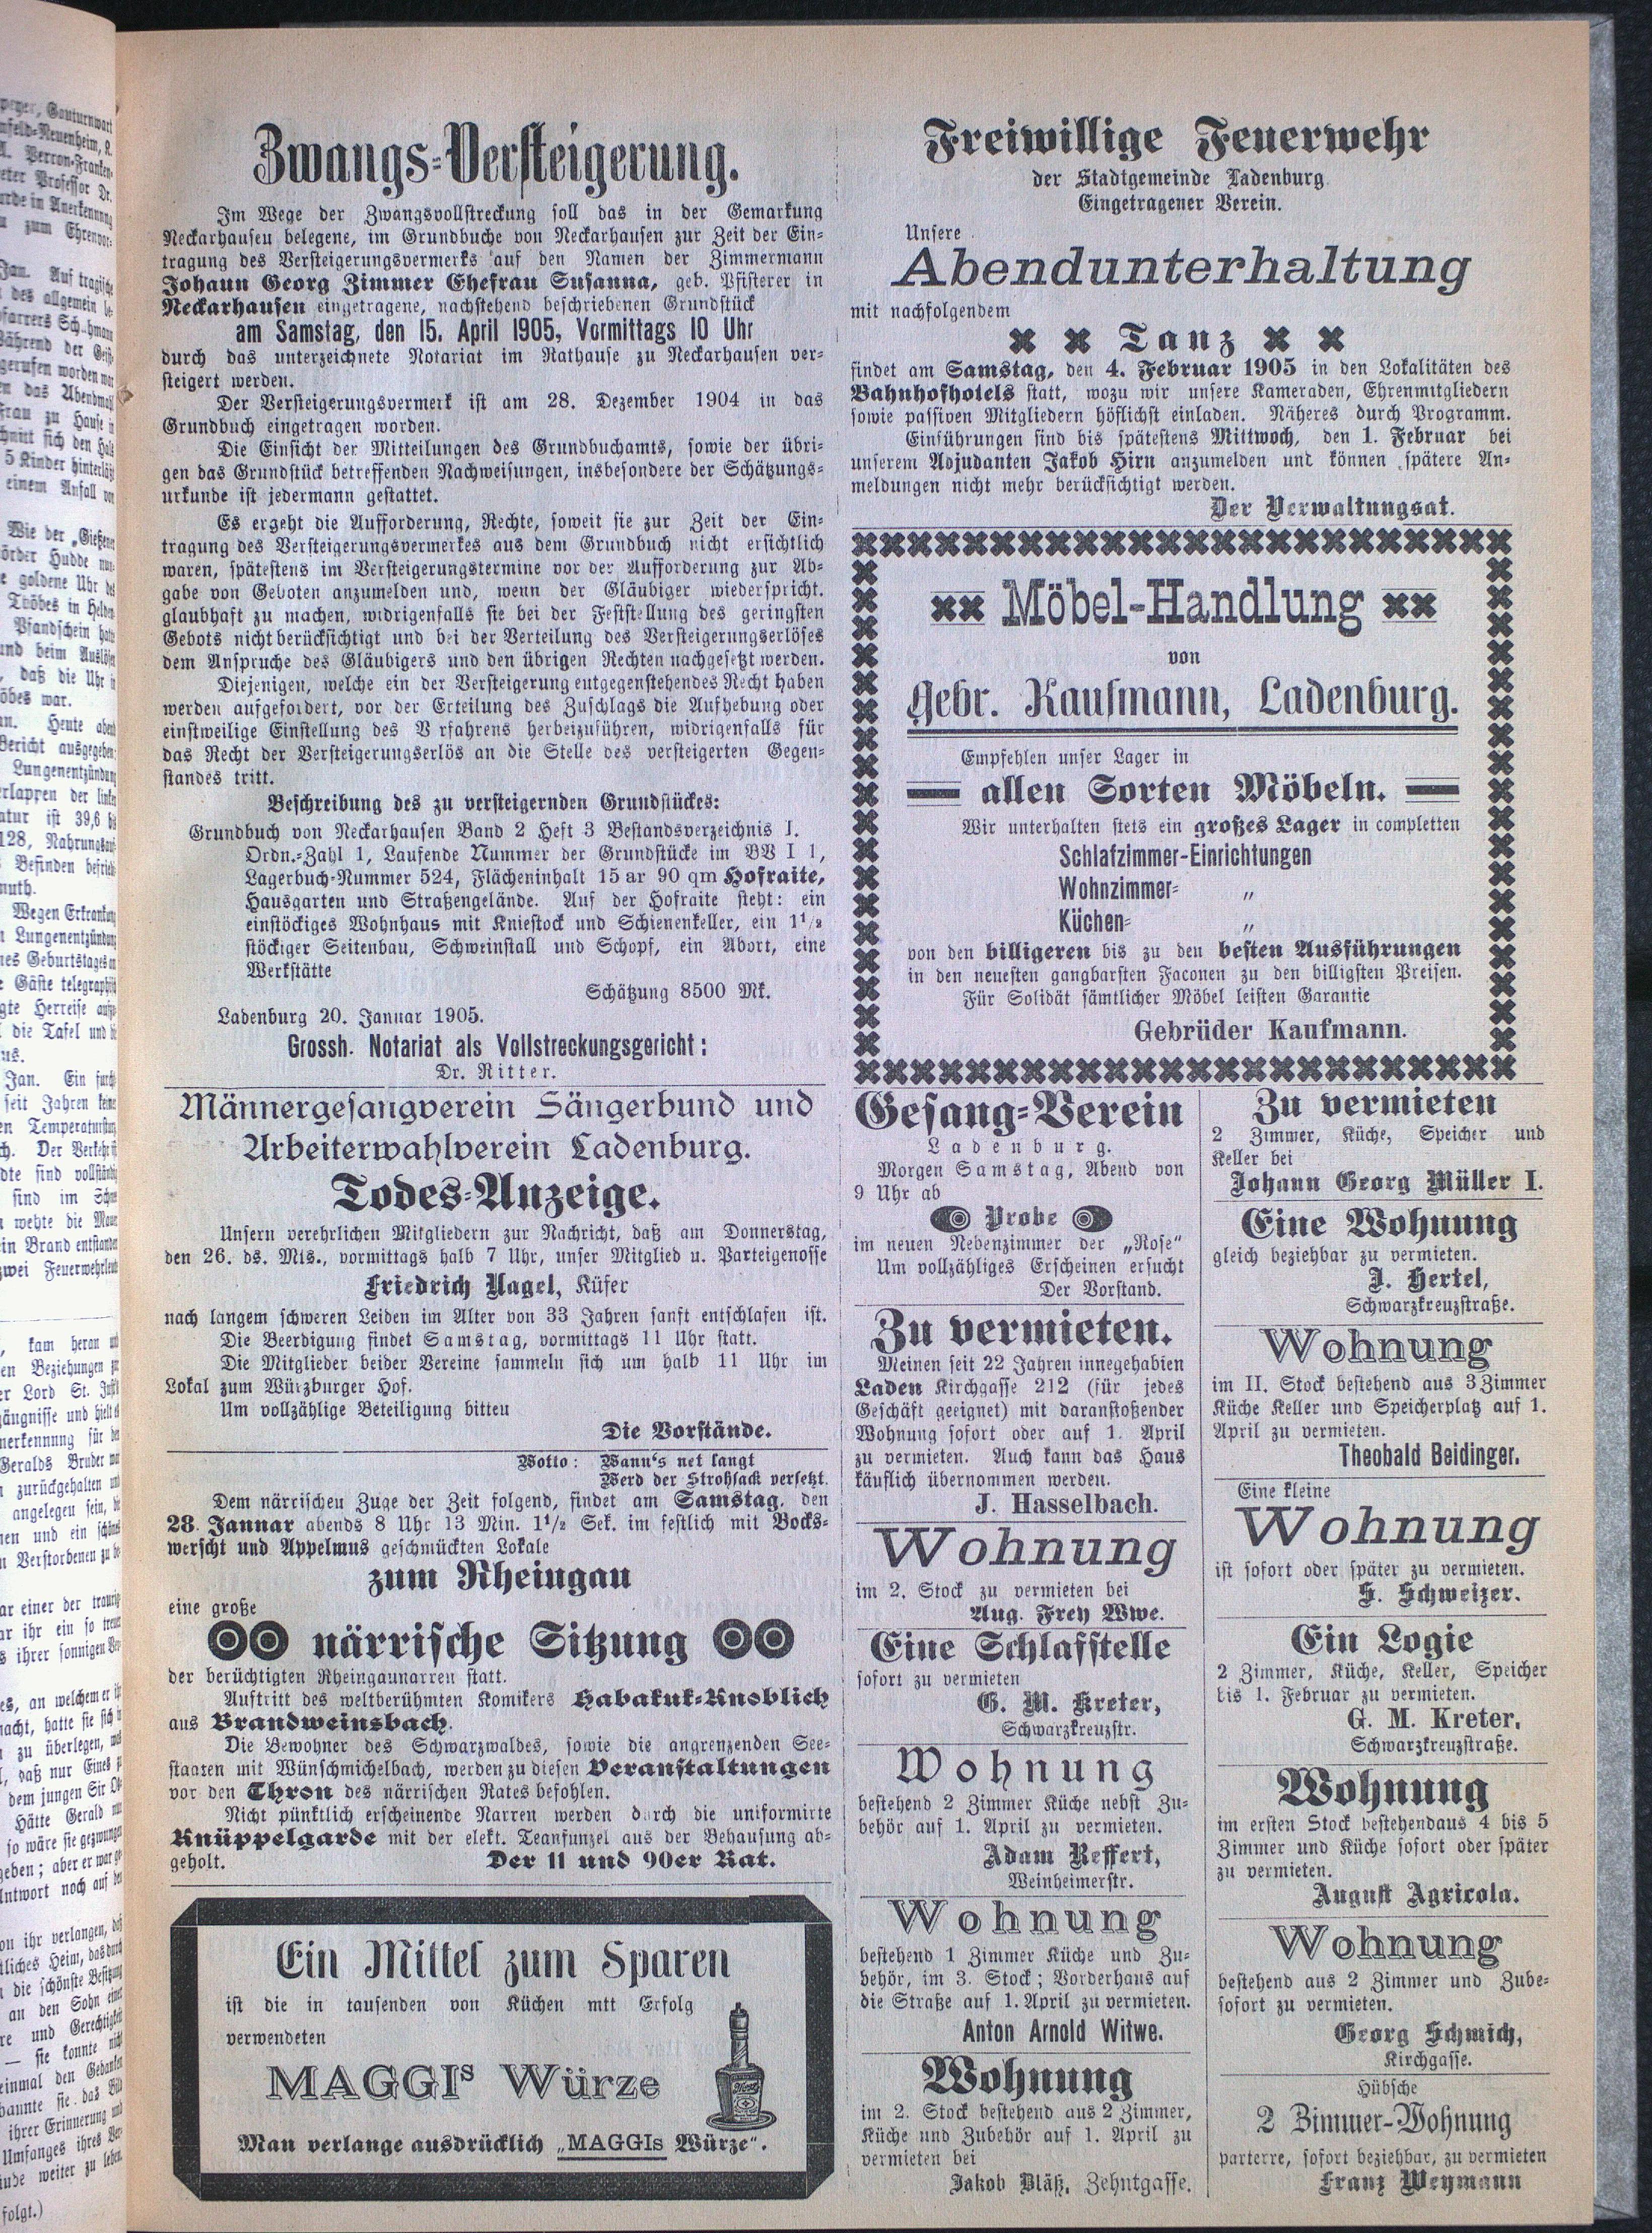 Zwangs-Versteigerung.
Im Wege der Zwangsvollstreckung soll das in der Gemarkung
Neckarhausen belegene, im Grundbuche von Neckarhausen zur Zeit der Ein-
tragung des Versteigerungsvermerks auf den Namen der Zimmermann
Johann Georg Zimmer Ehefrau Susanna, geb. Pfisterer in
Neckarhausen eingetragene, nachstehend beschriebenen Grundstück
am Samstag, den 15. April 1905, Vormittags 10 Uhr
durch das unterzeichnete Notariat im Rathause zu Neckarhausen ver-
steigert werden.
Der Versteigerungsvermerk ist am 28. Dezember 1904 in das
Grundbuch eingetragen worden.
Die Einsicht der Mitteilungen des Grundbuchamts, sowie der übri-
gen das Grundstück betreffenden Nachweisungen, insbesondere der Schätzungs-
urkunde ist jedermann gestattet.
Es ergeht die Aufforderung, Rechte, soweit sie zur Zeit der Ein-
tragung des Versteigerungsvermerkes aus dem Grundbuch nicht ersichtlich
waren, spätestens im Versteigerungstermine vor der Aufforderung zur Ab-
gabe von Geboten anzumelden und, wenn der Gläubiger wiederspricht.
glaubhaft zu machen, widrigenfalls sie bei der Feststellung des geringsten
Gebots nicht berücksichtigt und bei der Verteilung des Versteigerungserlöses
dem Anspruche des Gläubigers und den übrigen Rechten nachgesetzt werden.
Diejenigen, welche ein der Versteigerung entgegenstehendes Recht haben
werden aufgefordert, vor der Erteilung des Zuschlags die Aufhebung oder
einstweilige Einstellung des V rfahrens herbeizuführen, widrigenfalls für
das Recht der Versteigerungserlös an die Stelle des versteigerten Gegen-
standes tritt.
Beschreibung des zu versteigernden Grundstückes:
Grundbuch von Neckarhausen Band 2 Heft 3 Bestandsverzeichnis I.
Ordn.-Zahl 1, Laufende Nummer der Grundstücke im BV I 1,
Lagerbuch-Nummer 524, Flächeninhalt 15 ar 90 qm Hofraite,
Hausgarten und Straßengelände. Auf der Hofraite steht: ein
einstöckiges Wohnhaus mit Kniestock und Schienenkeller, ein 1½
stöckiger Seitenbau, Schweinstall und Schopf, ein Abort, eine
Werkstätte
Schätzung 8500 Mk.
Ladenburg 20. Januar 1905.
Grossh. Notariat als Vollstreckungsgericht:
Dr. Ritter.
Männergesangverein Sängerbund und
Arbeiterwahlverein Ladenburg.
Todes-Anzeige.
Unsern verehrlichen Mitgliedern zur Nachricht, daß am Donnerstag,
den 26. ds. Mts., vormittags halb 7 Uhr, unser Mitglied u. Parteigenosse
Friedrich Nagel, Küfer
nach langem schweren Leiden im Alter von 33 Jahren sanft entschlafen ist.
Die Beerdigung findet Samstag, vormittags 11 Uhr statt.
Die Mitglieder beider Vereine sammeln sich um halb 11 Uhr im
Lokal zum Würzburger Hof.
Um vollzählige Beteiligung bitten
Die Vorstände.
Motto: Wann's net langt
Werd der Strohsack versetzt.
Dem närrischen Zuge der Zeit folgend, findet am Samstag, den
28. Januar abends 8 Uhr 13 Min. 1½ Sek. im festlich mit Bocks-
werscht und Appelmus geschmückten Lokale
zum Rheingau
eine große
närrische Sitzung
der berüchtigten Rheingaunarren statt.
Auftritt des weltberühmten Komikers Habakuk-Knoblich
aus Brandweinsbach.
Die Bewohner des Schwarzwaldes, sowie die angrenzenden See-
staaten mit Wünschmichelbach, werden zu diesen Veranstaltungen
vor den Thron des närrischen Rates befohlen.
Nicht pünktlich erscheinende Narren werden durch die uniformirte
Knüppelgarde mit der elekt. Teanfunzel aus der Behausung ab-
geholt. Der 11 und 90er Rat.
Ein Mittel zum Sparen
ist die in tausenden von Küchen mtt Erfolg
verwendeten
MAGGIs Würze
Man verlange ausdrücklich „MAGGIs Würze".
Freiwillige Feuerwehr
der Stadtgemeinde Ladenburg
Eingetragener Verein.
Unsere
Abendunterhaltung
mit nachfolgendem
Tanz
findet am Samstag, den 4. Februar 1905 in den Lokalitäten des
Bahnhofhotels statt, wozu wir unsere Kameraden, Ehrenmitgliedern
sowie passiven Mitgliedern höflichst einladen. Näheres durch Programm.
Einführungen sind bis spätestens Mittwoch, den 1. Februar bei
unserem Adjudanten Jakob Hirn anzumelden und können spätere An-
meldungen nicht mehr berücksichtigt werden.
Der Verwaltungsat.
Möbel-Handlung
von
Gebr. Kaufmann, Ladenburg.
Empfehlen unser Lager in
allen Sorten Möbeln.
Wir unterhalten stets ein großes Lager in completten
Schlafzimmer-Einrichtungen
Wohnzimmer- „
Küchen- „
von den billigeren bis zu den besten Ausführungen
in den neuesten gangbarsten Faconen zu den billigsten Preisen.
Für Solidät sämtlicher Möbel leisten Garantie
Gebrüder Kaufmann.
Gesang-Verein
Ladenburg.
Morgen Samstag, Abend von
9 Uhr ab
Probe
im neuen Nebenzimmer der „Rose"
Um vollzähliges Erscheinen ersucht
Der Vorstand.
Zu vermieten.
Meinen seit 22 Jahren innegehabien
Laden Kirchgasse 212 (für jedes
Geschäft geeignet) mit daranstoßender
Wohnung sofort oder auf 1. April
zu vermieten. Auch kann das Haus
käuflich übernommen werden.
J. Hasselbach.
Wohnung
im 2. Stock zu vermieten bei
Aug. Frey Wwe.
Eine Schlafstelle
sofort zu vermieten
G. M. Kreter,
Schwarzkreuzstr.
Wohnung
bestehend 2 Zimmer Küche nebst Zu-
behör auf 1. April zu vermieten.
Adam Reffert,
Weinheimerstr.
Wohnung
bestehend 1 Zimmer Küche und Zu-
behör, im 3. Stock; Vorderhaus auf
die Straße auf 1. April zu vermieten.
Anton Arnold Witwe.
Wohnung
im 2. Stock bestehend aus 2 Zimmer,
Küche und Zubehör auf 1. April zu
vermieten bei
Jakob Bläß, Zehntgasse.
Zu vermieten
2 Zimmer, Küche, Speicher und
Keller bei
Johann Georg Müller I.
Eine Wohnung
gleich beziehbar zu vermieten.
J. Hertel,
Schwarzkreuzstraße.
Wohnung
im II. Stock bestehend aus 3 Zimmer
Küche Keller und Speicherplatz auf 1.
April zu vermieten.
Theobald Beidinger.
Eine kleine
Wohnung
ist sofort oder später zu vermieten.
S. Schweizer.
Ein Logie
2 Zimmer, Küche, Keller, Speicher
bis 1. Februar zu vermieten.
G. M. Kreter,
Schwarzkreuzstraße.
Wohnung
im ersten Stock bestehendaus 4 bis 5
Zimmer und Küche sofort oder später
zu vermieten.
August Agricola.
Wohnung
bestehend aus 2 Zimmer und Zube-
sofort zu vermieten.
Georg Schmich,
Kirchgasse.
Hübsche
2 Zimmer-Wohnung
parterre, sofort beziehbar, zu vermieten
Franz Weymann